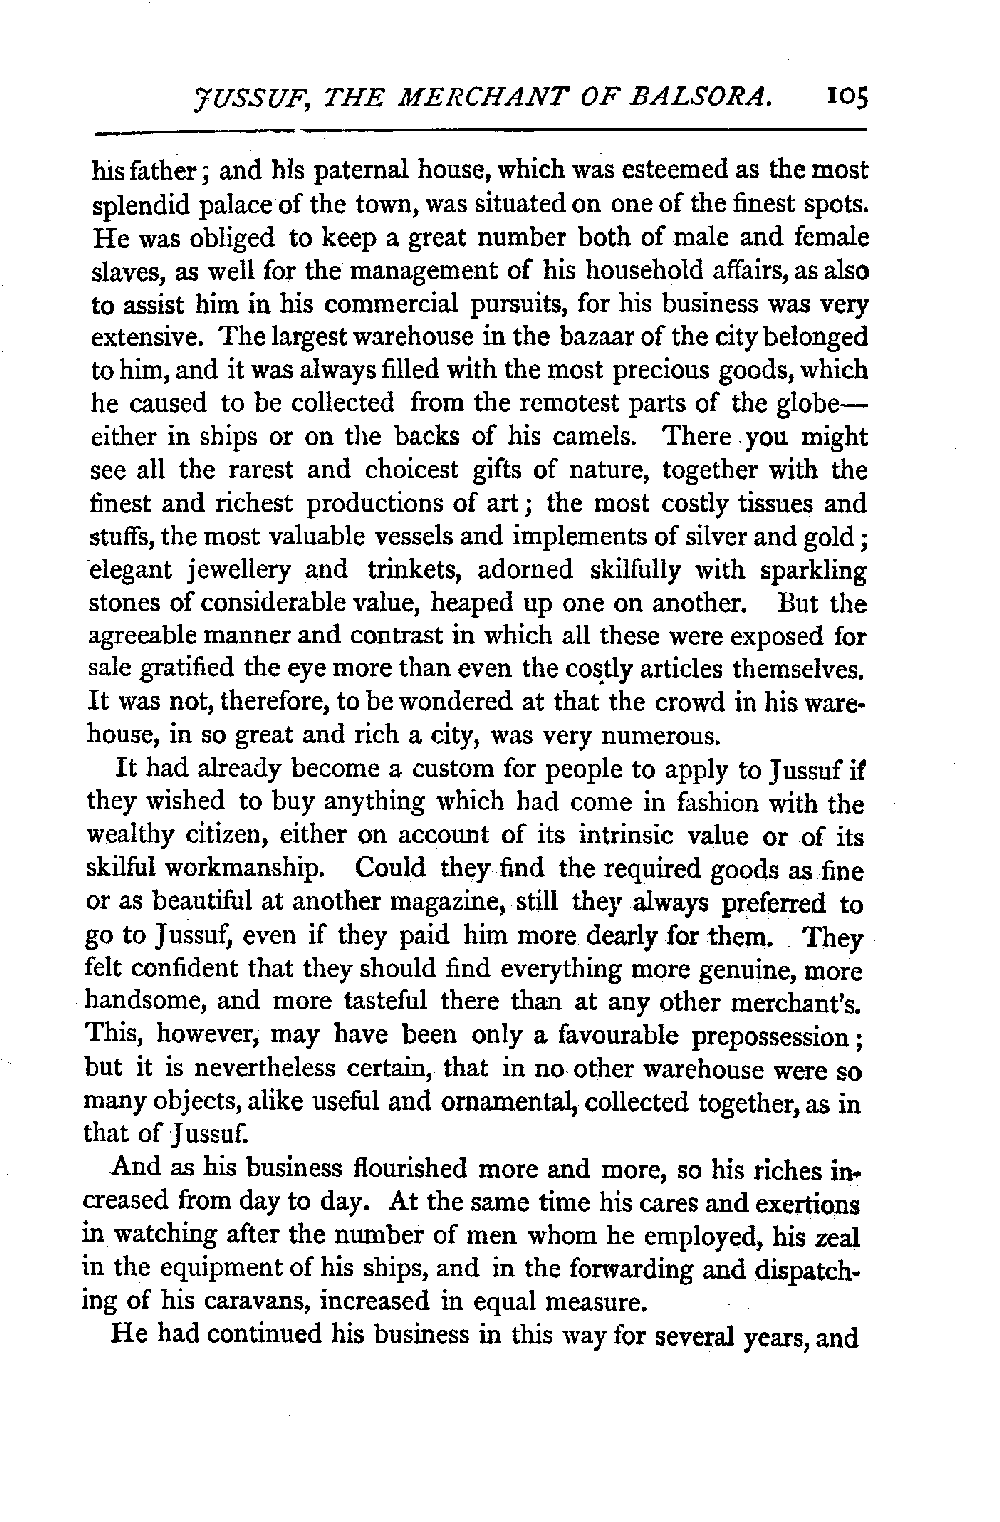 JUSSUF, THE MERCHANT OF BALSORA. 105
his father; and his paternal house, which was esteemed as the most
splendid palace of the town, was situated on one of the finest spots.
He was obliged to keep a great number both of male and female
slaves, as well for the management of his household affairs, as also
to assist him in his commercial pursuits, for his business was very
extensive. The largest warehouse in the bazaar of the city belonged
to him, and it was always filled with the most precious goods, which
he caused to be collected from the remotest parts of the globe—
either in ships or on the backs of his camels. There you might
see all the rarest and choicest gifts of nature, together with the
finest and richest productions of art; the most costly tissues and
stuffs, the most valuable vessels and implements of silver and gold;
elegant jewellery and trinkets, adorned skilfully with sparkling
stones of considerable value, heaped up one on another. But the
agreeable manner and contrast in which all these were exposed for
sale gratified the eye more than even the costly articles themselves.
It was not, therefore, to be wondered at that the crowd in his ware-
house, in so great and rich a city, was very numerous.
It had already become a custom for people to apply to Jussuf if
they wished to buy anything which had come in fashion with the
wealthy citizen, either on account of its intrinsic value or of its
skilful workmanship. Could they find the required goods as fine
or as beautiful at another magazine, still they always preferred to
go to Jussuf, even if they paid him more dearly for them. They
felt confident that they should find everything more genuine, more
handsome, and more tasteful there than at any other merchant's.
This, however, may have been only a favourable prepossession;
but it is nevertheless certain, that in no other warehouse were so
many objects, alike useful and ornamental, collected together, as in
that of Jussuf.
And as his business flourished more and more, so his riches in-
creased from day to day. At the same time his cares and exertions
in watching after the number of men whom he employed, his zeal
in the equipment of his ships, and in the forwarding and dispatch-
ing of his caravans, increased in equal measure.
He had continued his business in this way for several years, and